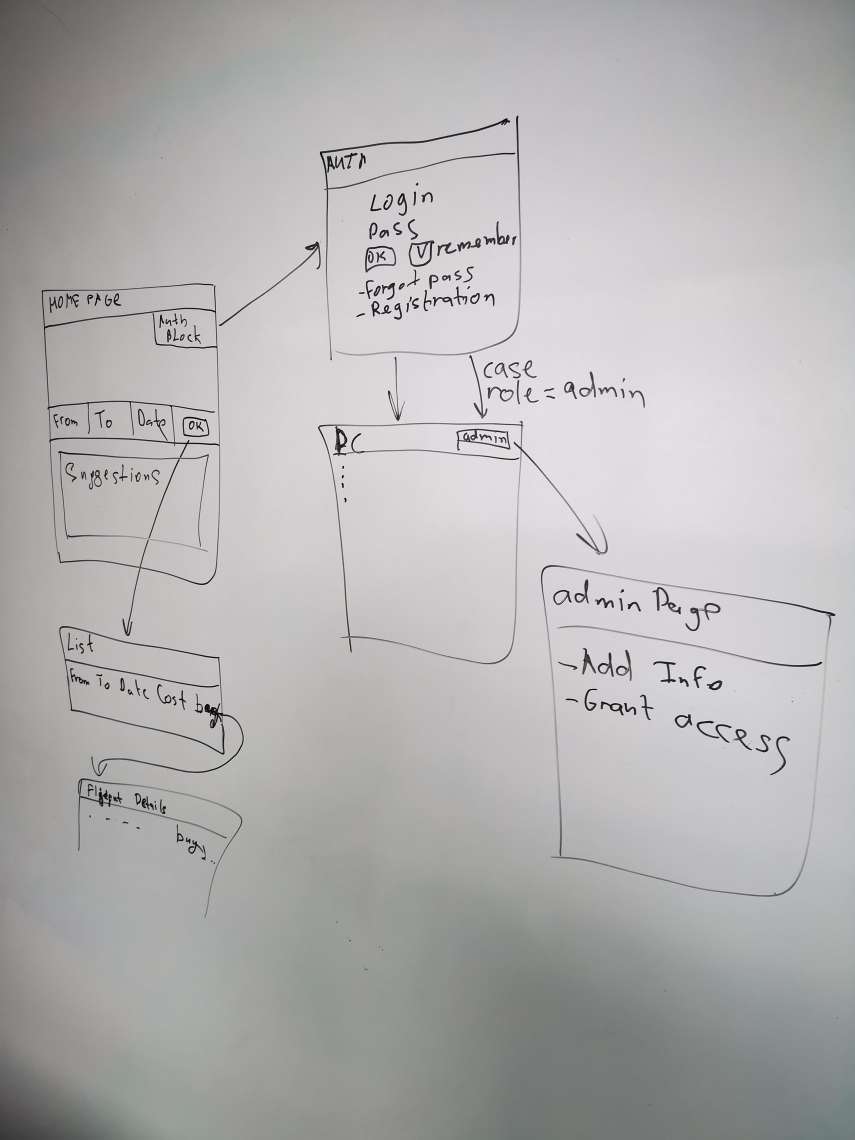 AUTH
Login
Pass
OK V remember
- Forgot pass
- Registration
HOME PAGE
Auth
Block
From To Date OK
Suggestions
case
role = admin
PC admin
admin Page
- Add Info
- Grant access
List
From To Date Cost buy
Details
buy